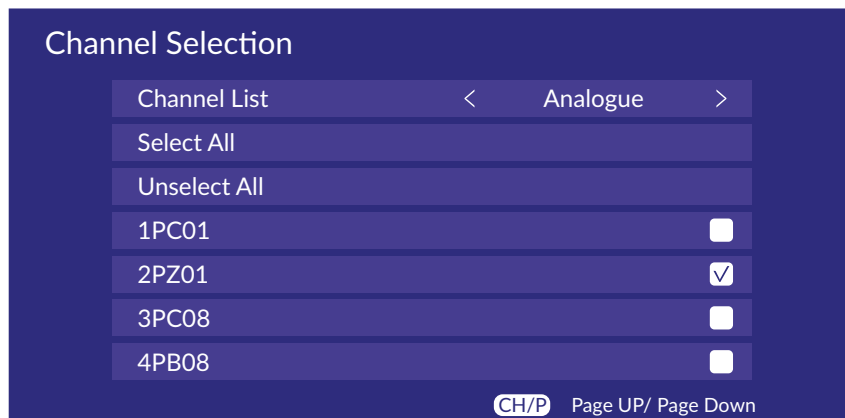 Channel Selection
Channel List < Analogue >
Select All
Unselect All
1PC01
2PZ01
3PC08
4PB08
CH/P Page UP/ Page Down